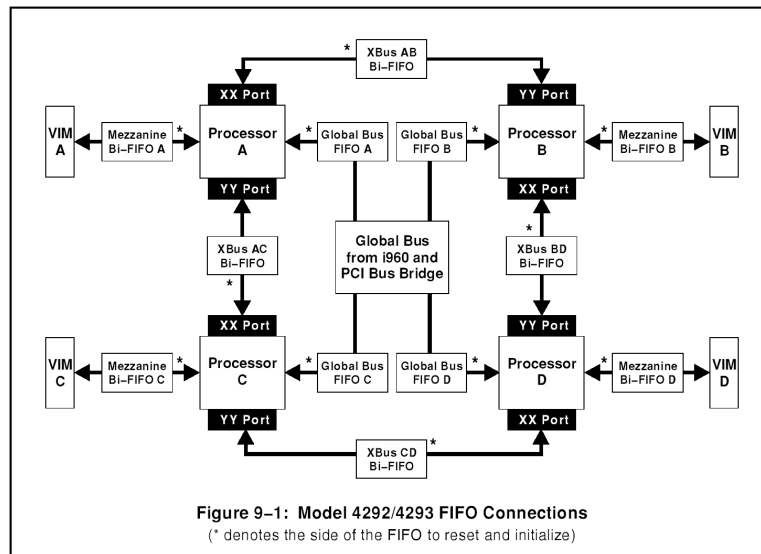 * XBus AB
Bi–FIFO
XX Port
YY Port
VIM
A
Mezzanine
Bi–FIFO A
*
Processor
A
*
Global Bus
FIFO A
Global Bus
FIFO B
*
Processor
B
*
Mezzanine
Bi–FIFO B
VIM
B
YY Port
XX Port
XBus AC
Bi–FIFO
*
Global Bus
from i960 and
PCI Bus Bridge
*
XBus BD
Bi–FIFO
XX Port
YY Port
VIM
C
Mezzanine
Bi–FIFO C
*
Processor
C
*
Global Bus
FIFO C
Global Bus
FIFO D
*
Processor
D
*
Mezzanine
Bi–FIFO D
VIM
D
YY Port
XX Port
XBus CD
Bi–FIFO
*
Figure 9–1: Model 4292/4293 FIFO Connections
(* denotes the side of the FIFO to reset and initialize)